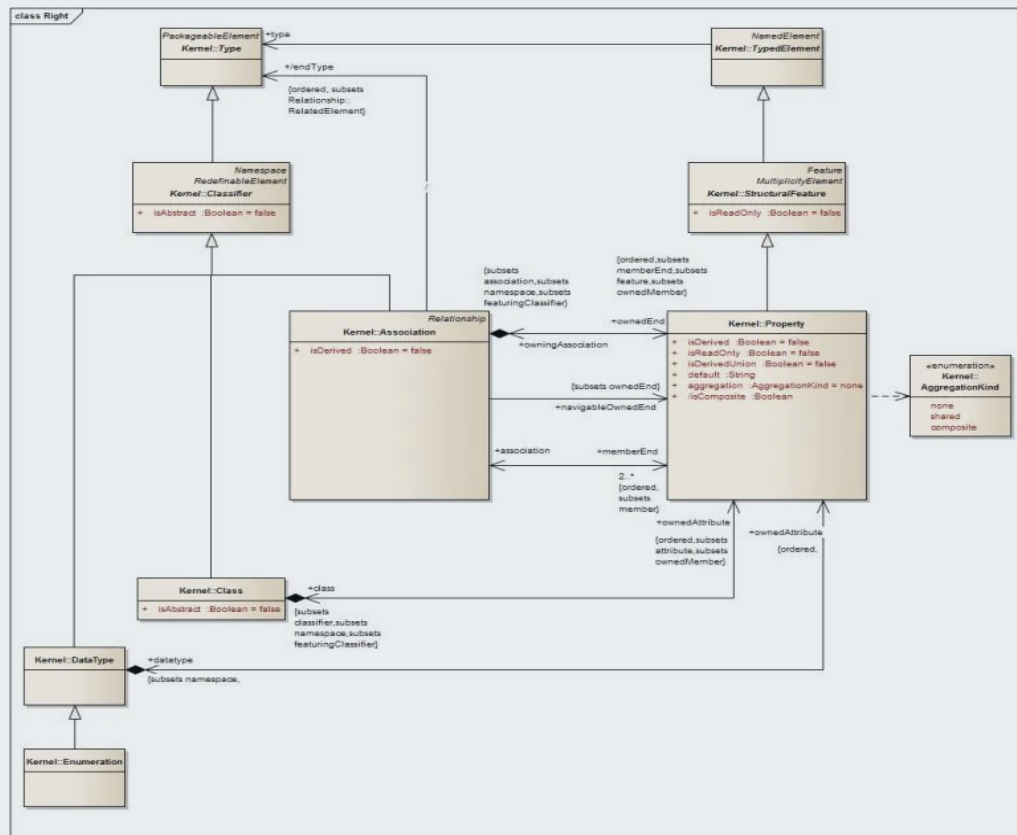 class Right
PackageableElement
Kernel::Type
+type
NamedElement
Kernel::TypedElement
+/endType
{ordered, subsets
Relationship::
RelatedElement}
Namespace
RedefinableElement
Kernel::Classifier
+ isAbstract :Boolean = false
/
Feature
MultiplicityElement
Kernel::StructuralFeature
+ isReadOnly :Boolean = false
{subsets
association,subsets
namespace,subsets
featuringClassifier}
{ordered,subsets
memberEnd,subsets
feature,subsets
ownedMember}
Relationship
Kernel::Association
+ isDerived :Boolean = false
+ownedEnd
+owningAssociation
{subsets ownedEnd}
+navigableOwnedEnd
+association
+memberEnd
2..*
{ordered,
subsets
member}
Kernel::Property
+ isDerived :Boolean = false
+ isReadOnly :Boolean = false
+ isDerivedUnion :Boolean = false
+ default :String
+ aggregation :AggregationKind = none
+ /isComposite :Boolean
«enumeration»
Kernel::
AggregationKind
none
shared
composite
+ownedAttribute
{ordered,subsets
attribute,subsets
ownedMember}
+ownedAttribute
{ordered,
Kernel::Class
+ isAbstract :Boolean = false
+class
{subsets
classifier,subsets
namespace,subsets
featuringClassifier}
Kernel::DataType
+datatype
{subsets namespace,
Kernel::Enumeration